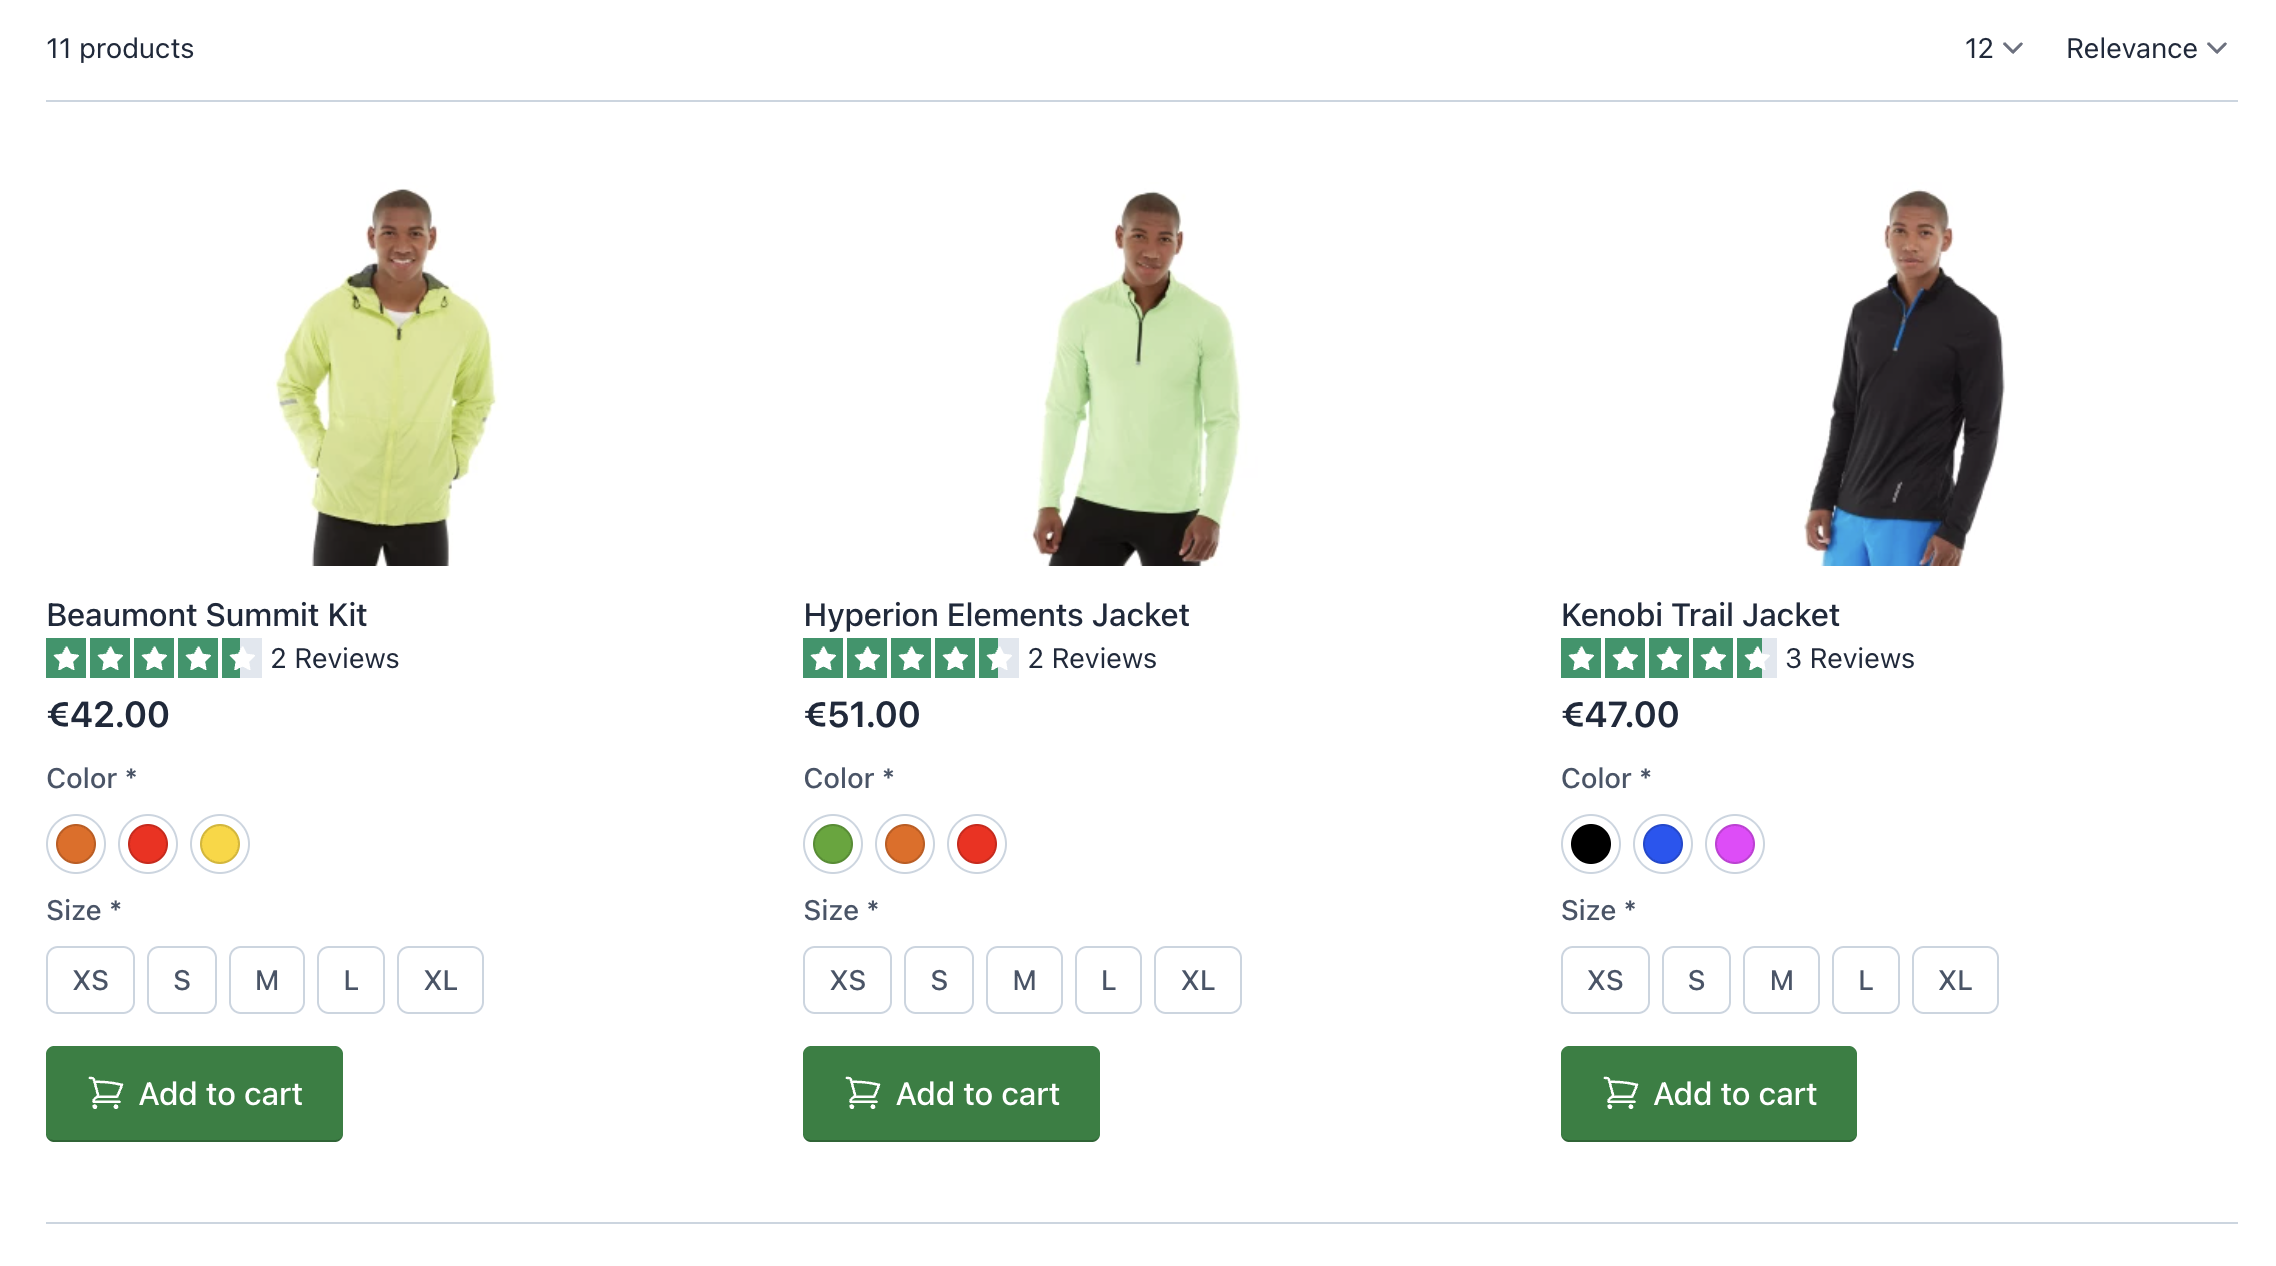 11 products
12 Relevance
Beaumont Summit Kit
2 Reviews
€42.00
Color *
Size *
XS S M L XL
Add to cart
Hyperion Elements Jacket
2 Reviews
€51.00
Color *
Size *
XS S M L XL
Add to cart
Kenobi Trail Jacket
3 Reviews
€47.00
Color *
Size *
XS S M L XL
Add to cart